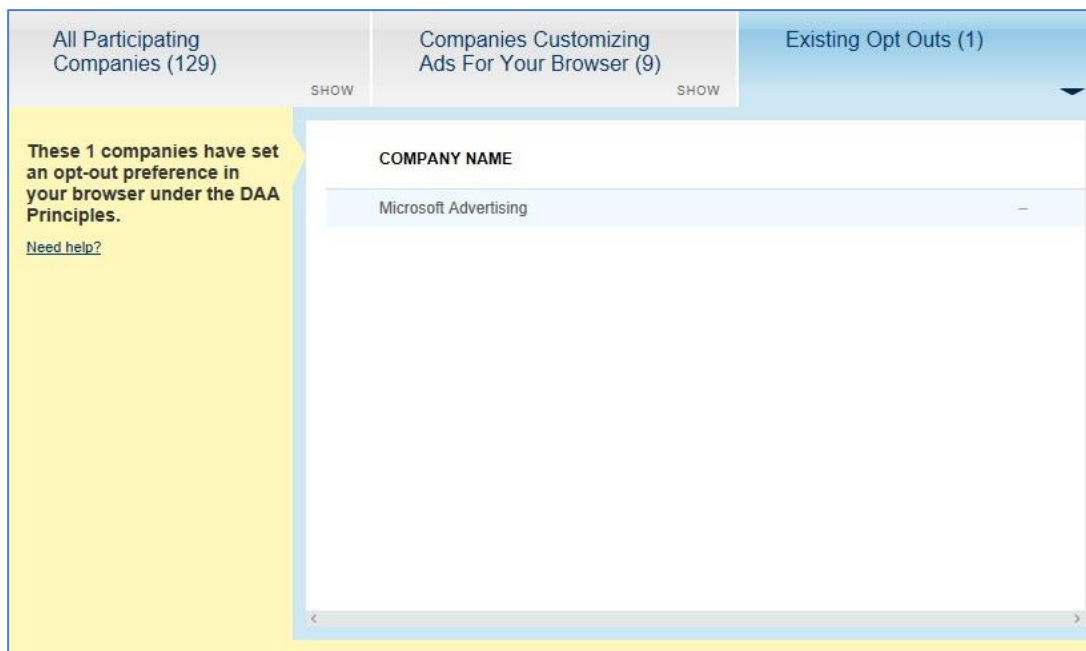 All Participating
Companies (129)
SHOW
Companies Customizing
Ads For Your Browser (9)
SHOW
Existing Opt Outs (1)
These 1 companies have set
an opt-out preference in
your browser under the DAA
Principles.
Need help?
COMPANY NAME
Microsoft Advertising –